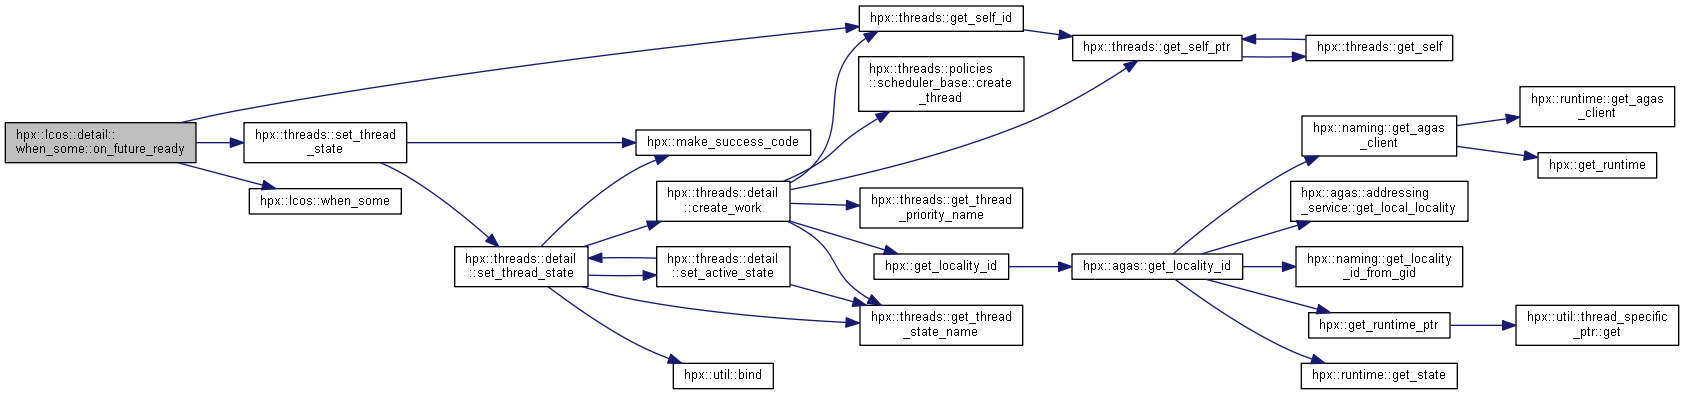 hpx::lcos::detail::
when_some::on_future_ready
hpx::threads::set_thread
_state
hpx::lcos::when_some
hpx::threads::detail
::set_thread_state
hpx::make_success_code
hpx::threads::detail
::create_work
hpx::threads::detail
::set_active_state
hpx::util::bind
hpx::threads::get_self_id
hpx::threads::policies
::scheduler_base::create
_thread
hpx::threads::get_thread
_priority_name
hpx::get_locality_id
hpx::threads::get_thread
_state_name
hpx::threads::get_self_ptr
hpx::agas::get_locality_id
hpx::threads::get_self
hpx::naming::get_agas
_client
hpx::agas::addressing
_service::get_local_locality
hpx::naming::get_locality
_id_from_gid
hpx::get_runtime_ptr
hpx::runtime::get_state
hpx::runtime::get_agas
_client
hpx::get_runtime
hpx::util::thread_specific
_ptr::get